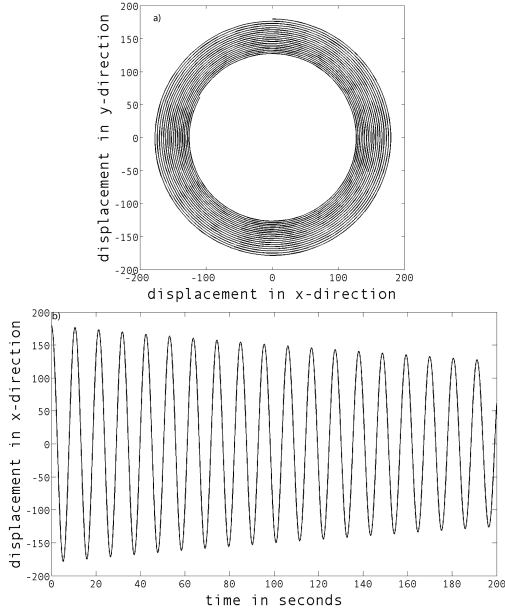 a)
displacement in y-direction
200
150
100
50
0
-50
-100
-150
-200
-200 -100 0 100 200
displacement in x-direction
b)
displacement in x-direction
200
150
100
50
0
-50
-100
-150
-200
0 20 40 60 80 100 120 140 160 180 200
time in seconds